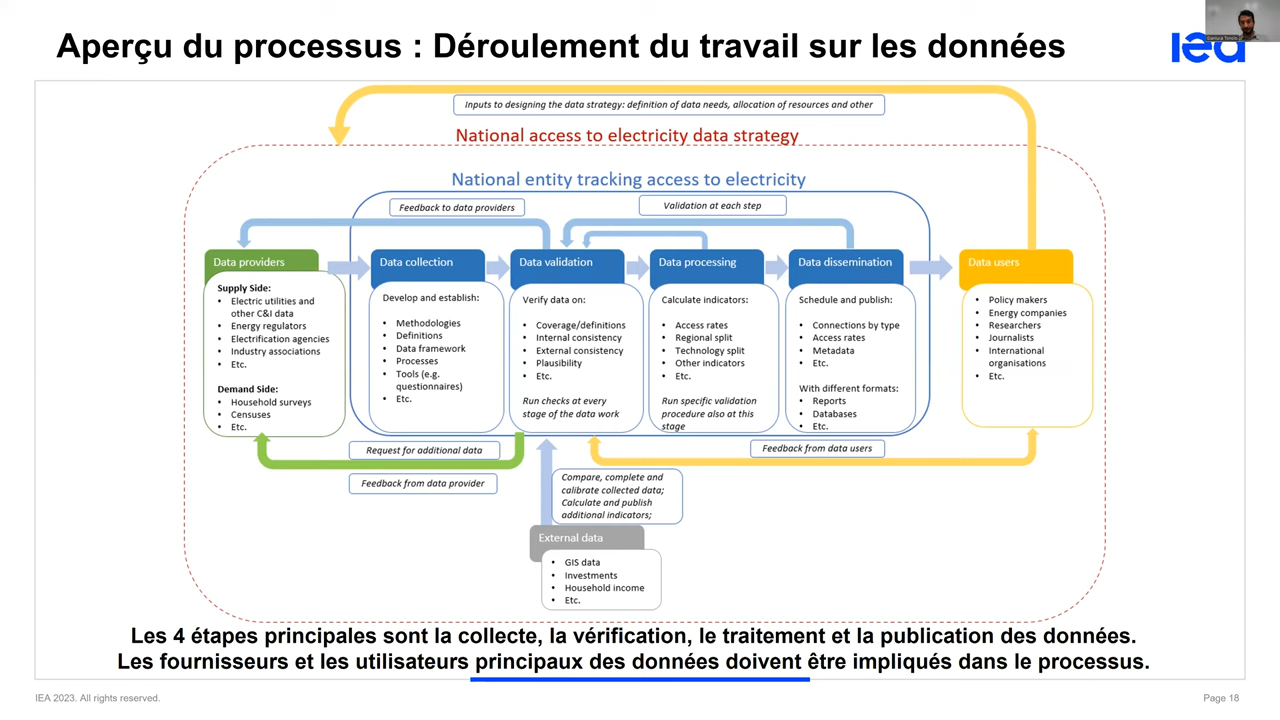 Aperçu du processus : Déroulement du travail sur les données
iea
Inputs to designing the data strategy: definition of data needs, allocation of resources and other
National access to electricity data strategy
National entity tracking access to electricity
Feedback to data providers
Validation at each step
Data providers
Supply Side:
• Electric utilities and
other C&I data
• Energy regulators
• Electrification agencies
• Industry associations
• Etc.
Demand Side:
• Household surveys
• Censuses
• Etc.
Data collection
Develop and establish:
• Methodologies
• Definitions
• Data framework
• Processes
• Tools (e.g.
questionnaires)
• Etc.
Data validation
Verify data on:
• Coverage/definitions
• Internal consistency
• External consistency
• Plausibility
• Etc.
Run checks at every
stage of the data work
Data processing
Calculate indicators:
• Access rates
• Regional split
• Technology split
• Other indicators
• Etc.
Run specific validation
procedure also at this
stage
Data dissemination
Schedule and publish:
• Connections by type
• Access rates
• Metadata
• Etc.
With different formats:
• Reports
• Databases
• Etc.
Data users
• Policy makers
• Energy companies
• Researchers
• Journalists
• International
organisations
• Etc.
Request for additional data
Feedback from data provider
Feedback from data users
Compare, complete and
calibrate collected data;
Calculate and publish
additional indicators;
External data
• GIS data
• Investments
• Household income
• Etc.
Les 4 étapes principales sont la collecte, la vérification, le traitement et la publication des données.
Les fournisseurs et les utilisateurs principaux des données doivent être impliqués dans le processus.
IEA 2023. All rights reserved.
Page 18